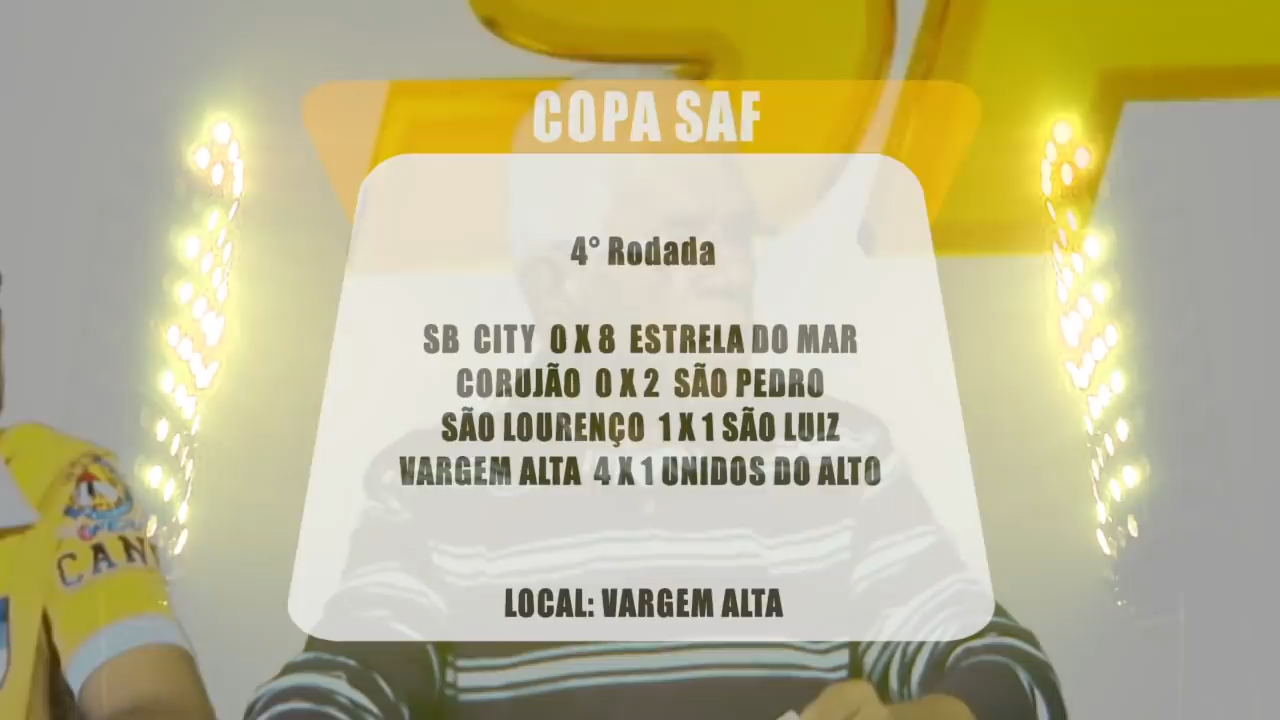 COPA SAF
4° Rodada
SB CITY 0 X 8 ESTRELA DO MAR
CORUJÃO 0 X 2 SÃO PEDRO
SÃO LOURENÇO 1 X 1 SÃO LUIZ
VARGEM ALTA 4 X 1 UNIDOS DO ALTO
LOCAL: VARGEM ALTA
CAN